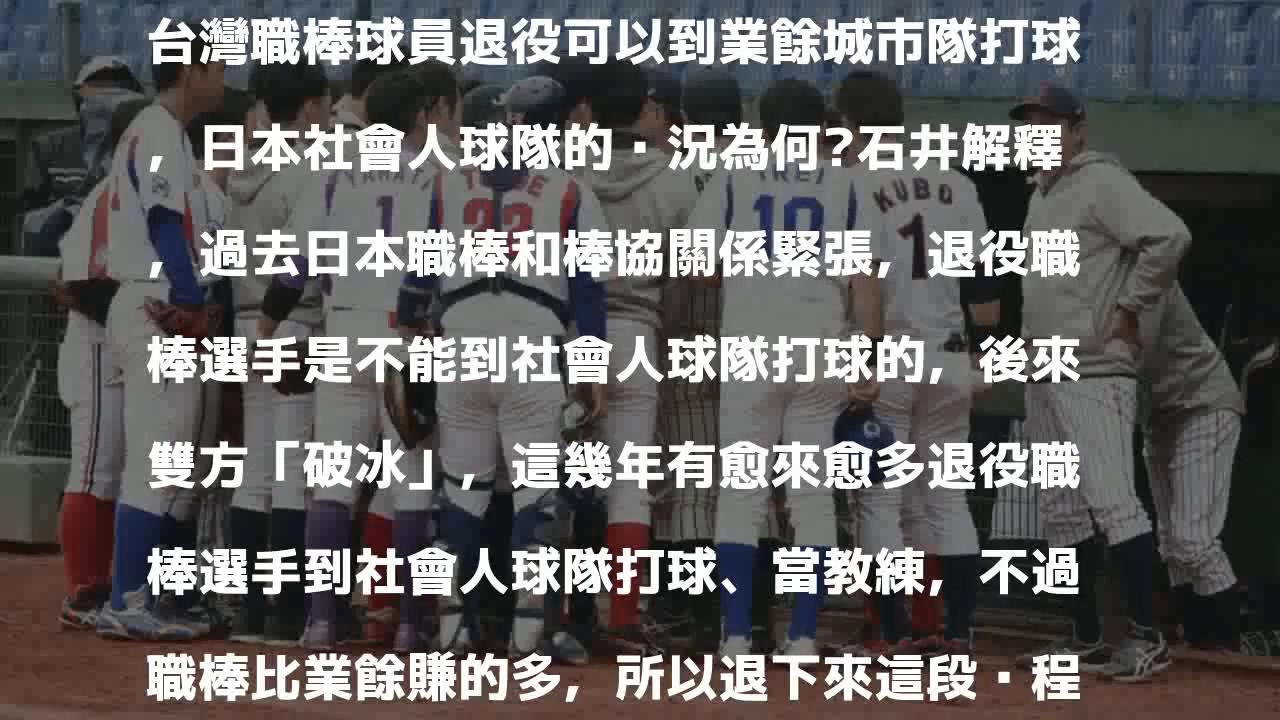 台灣職棒球員退役可以到業餘城市隊打球
，日本社會人球隊的·況為何?石井解釋
，過去日本職棒和棒協關係緊張，退役職
棒選手是不能到社會人球隊打球的，後來
雙方「破冰」，這幾年有愈來愈多退役職
棒選手到社會人球隊打球、當教練，不過
職棒比業餘賺的多，所以退下來這段·程
KUBO
1
10
1